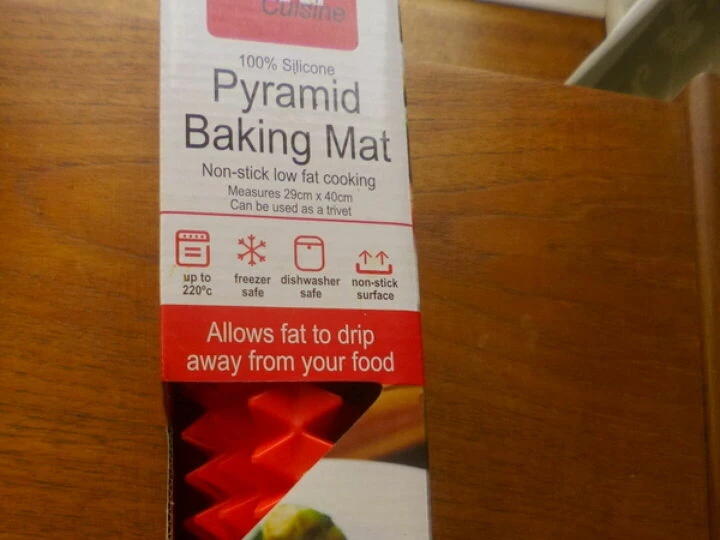 Cuisine
100% Silicone
Pyramid
Baking Mat
Non-stick low fat cooking
Measures 29cm x 40cm
Can be used as a trivet
up to
220°c
freezer
safe
dishwasher
safe
non-stick
surface
Allows fat to drip
away from your food